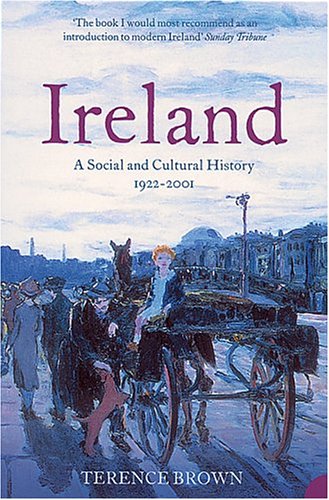 'The book I would most recommend as an
introduction to modern Ireland' Sunday Tribune
Ireland
A Social and Cultural History
1922-2001
TERENCE BROWN